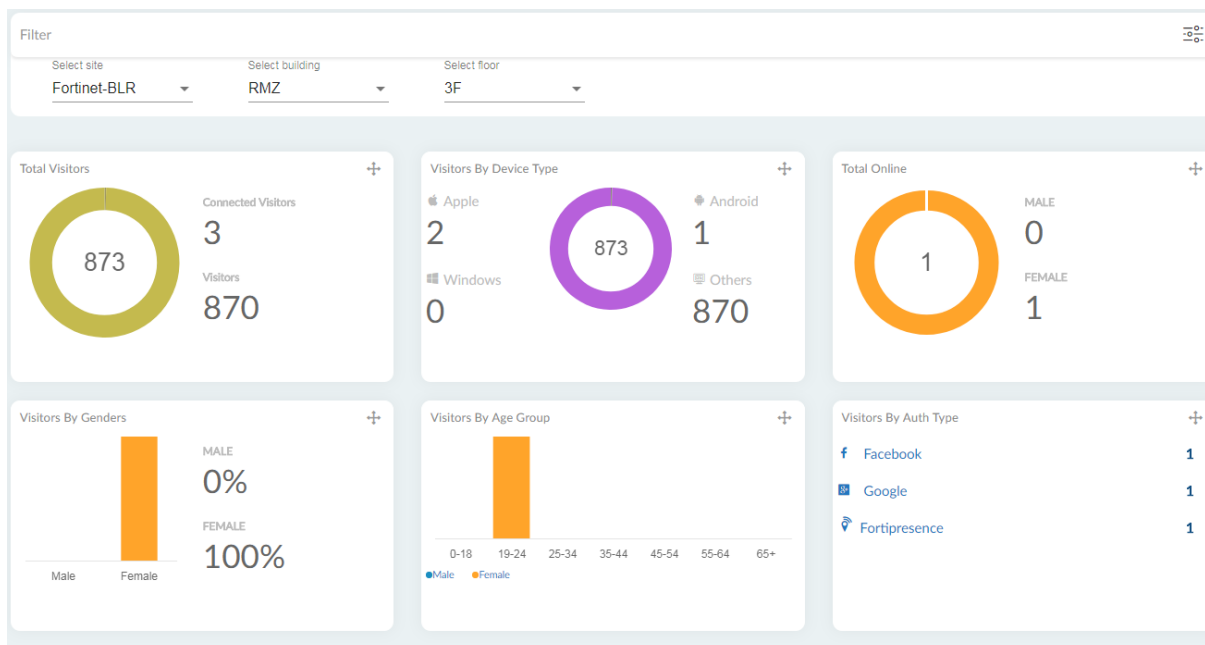 Filter
Select site
Select building
Select floor
Fortinet-BLR
RMZ
3F
Total Visitors
873
Connected Visitors
3
Visitors
870
Visitors By Device Type
Apple
2
Windows
0
873
Android
1
Others
870
Total Online
1
MALE
0
FEMALE
1
Visitors By Genders
Male
Female
MALE
0%
FEMALE
100%
Visitors By Age Group
0-18 19-24 25-34 35-44 45-54 55-64 65+
Male Female
Visitors By Auth Type
Facebook 1
Google 1
Fortipresence 1